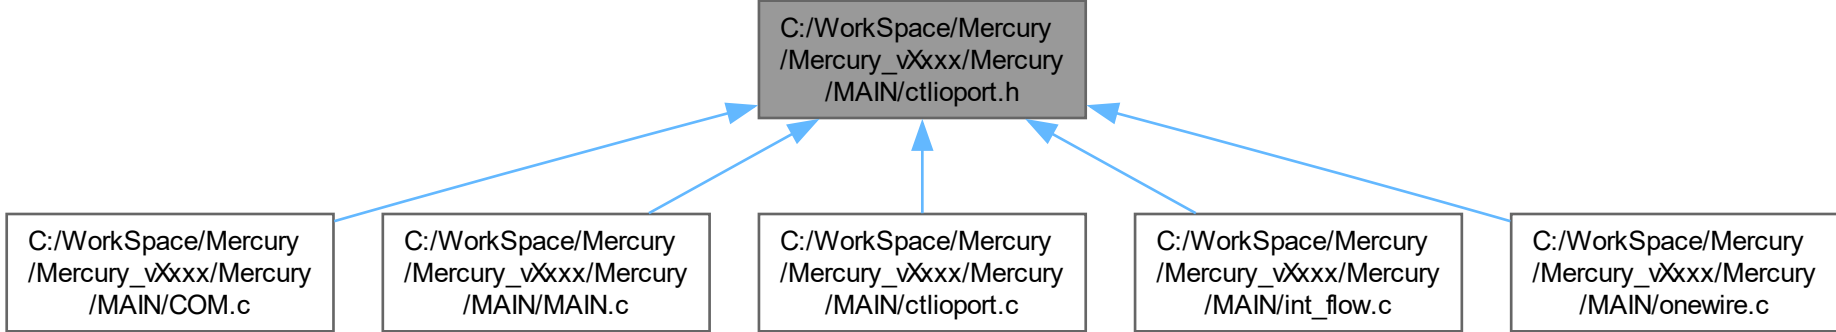 C:/WorkSpace/Mercury
/Mercury_vXxxx/Mercury
/MAIN/ctlioport.h
C:/WorkSpace/Mercury
/Mercury_vXxxx/Mercury
/MAIN/COM.c
C:/WorkSpace/Mercury
/Mercury_vXxxx/Mercury
/MAIN/MAIN.c
C:/WorkSpace/Mercury
/Mercury_vXxxx/Mercury
/MAIN/ctlioport.c
C:/WorkSpace/Mercury
/Mercury_vXxxx/Mercury
/MAIN/int_flow.c
C:/WorkSpace/Mercury
/Mercury_vXxxx/Mercury
/MAIN/onewire.c